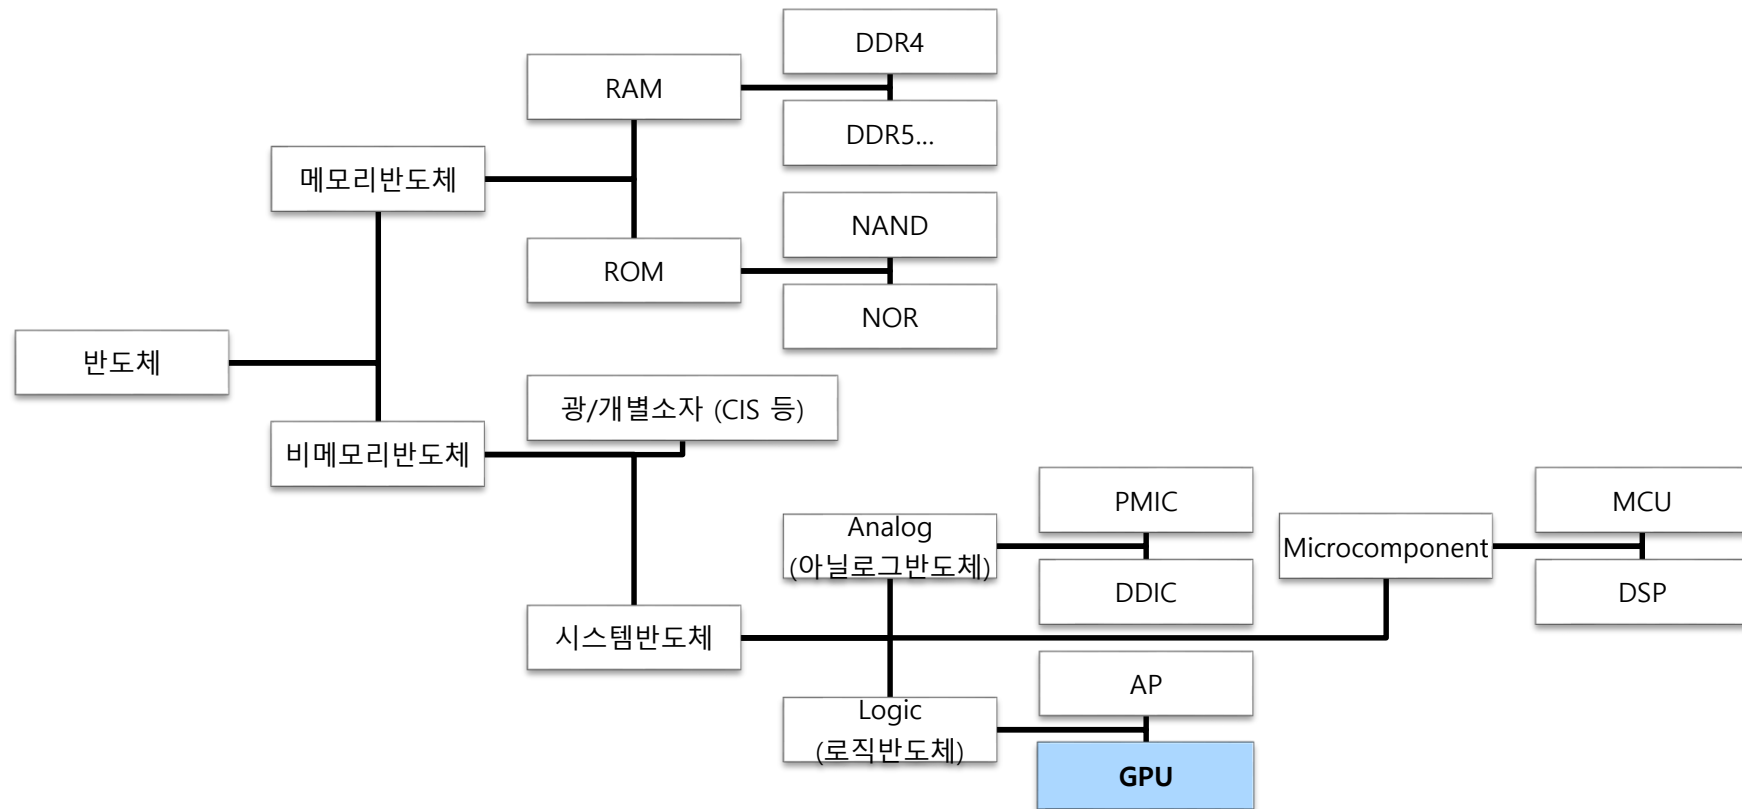 DDR4
RAM
DDR5...
메모리반도체
NAND
ROM
NOR
반도체
광/개별소자 (CIS 등)
비메모리반도체
PMIC
MCU
Analog
(아닐로그반도체)
Microcomponent
DDIC
DSP
시스템반도체
AP
Logic
(로직반도체)
GPU